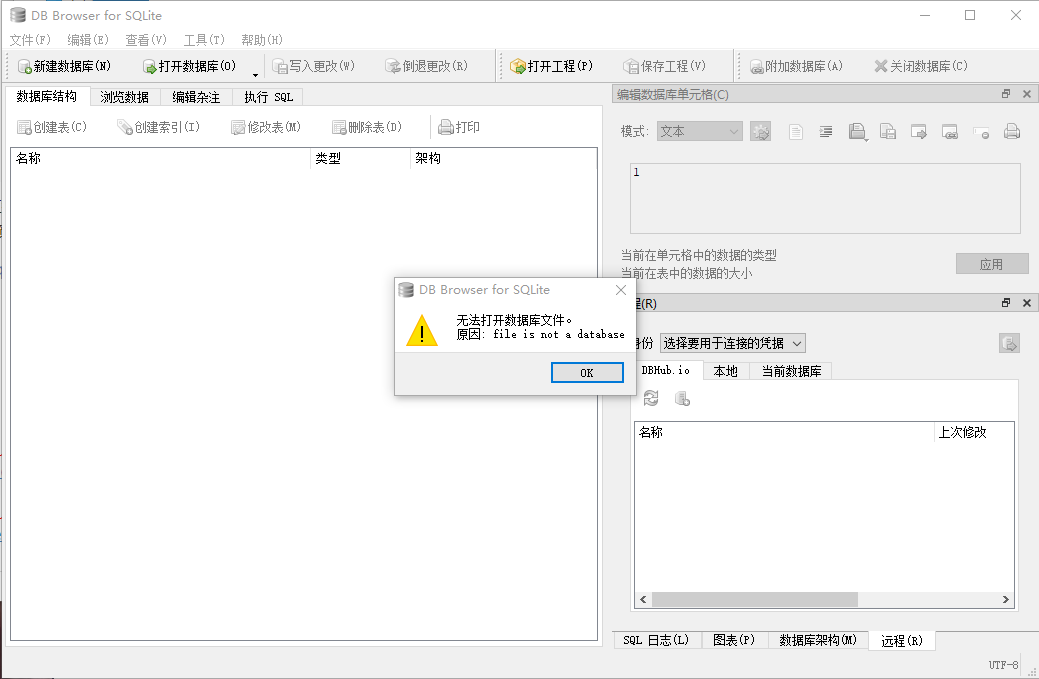 DB Browser for SQLite
文件(F) 编辑(E) 查看(V) 工具(T) 帮助(H)
新建数据库(N) 打开数据库(O) 写入更改(W) 倒退更改(R) 打开工程(P) 保存工程(V) 附加数据库(A) 关闭数据库(C)
数据库结构 浏览数据 编辑杂注 执行 SQL
创建表(C) 创建索引(I) 修改表(M) 删除表(D) 打印
名称 类型 架构
编辑数据库单元格(C)
模式: 文本
1
当前在单元格中的数据的类型
当前在表中的数据的大小
应用
DB Browser for SQLite
无法打开数据库文件。
原因: file is not a database
OK
程(R)
身份 选择要用于连接的凭据
DBHub.io 本地 当前数据库
名称 上次修改
SQL 日志(L) 图表(P) 数据库架构(M) 远程(R)
UTF-8